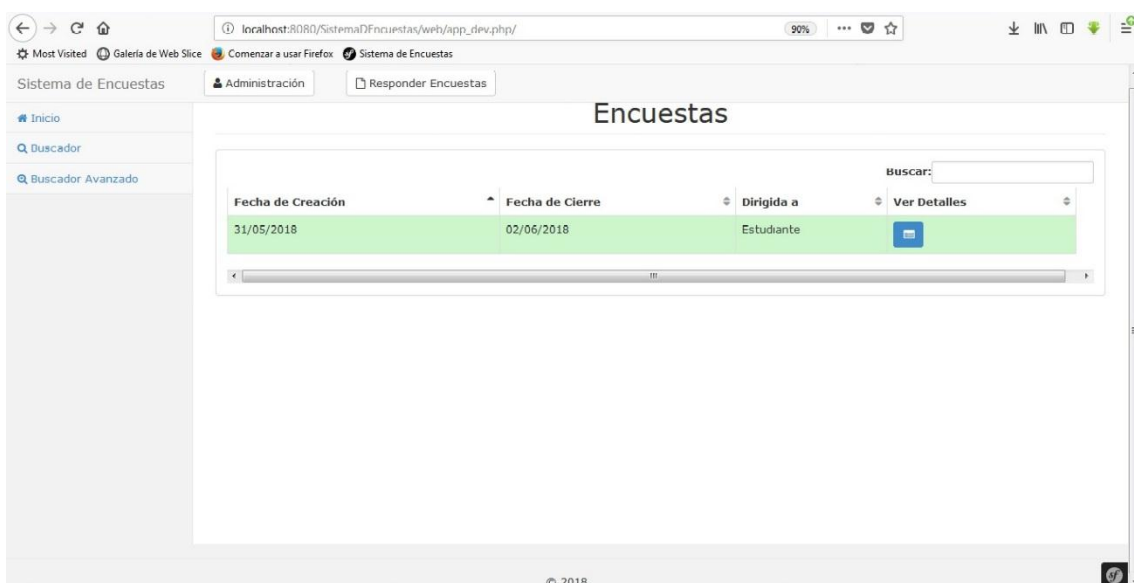 localhost:8080/SistemaDEncuestas/web/app_dev.php/ 90%
Most Visited Galería de Web Slice Comenzar a usar Firefox Sistema de Encuestas
Sistema de Encuestas Administración Responder Encuestas
Inicio
Buscador
Buscador Avanzado
Encuestas
Buscar:
Fecha de Creación Fecha de Cierre Dirigida a Ver Detalles
31/05/2018 02/06/2018 Estudiante
© 2018
sf